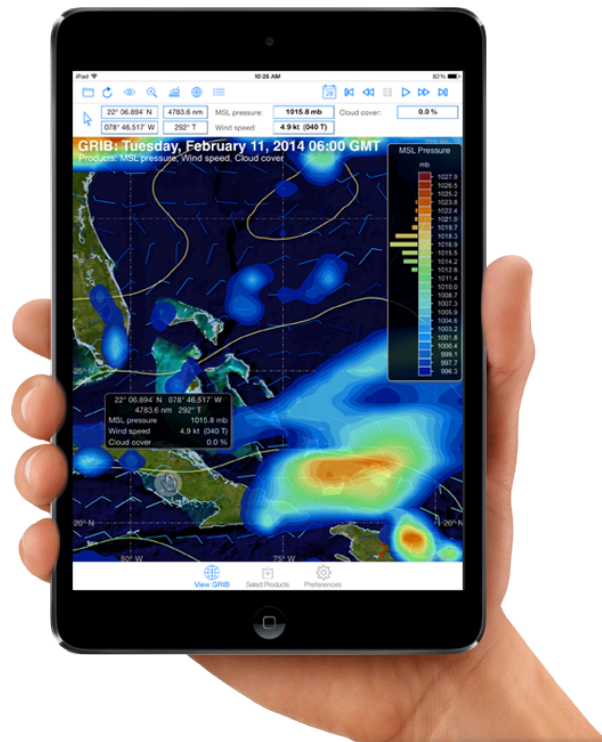 iPad 10:28 AM 82%
28
22° 06.894' N 4783.6 nm MSL pressure: 1015.8 mb Cloud cover: 0.0 %
078° 46.517' W 292° T Wind speed: 4.9 kt (040 T)
GRIB: Tuesday, February 11, 2014 06:00 GMT
Products: MSL pressure, Wind speed, Cloud cover
MSL Pressure
mb
1027.9
1026.5
1025.2
1023.8
1022.4
1021.0
1019.7
1018.3
1016.9
1015.5
1014.2
1012.8
1011.4
1010.0
1008.7
1007.3
1005.9
1004.6
1003.2
1001.8
1000.4
999.1
997.7
996.3
25° N
22° 06.894' N 078° 46.517' W
4783.6 nm 292° T
MSL pressure 1015.8 mb
Wind speed 4.9 kt (040 T)
Cloud cover 0.0 %
20° N 20° N
80° W 75° W
View GRIB Select Products Preferences